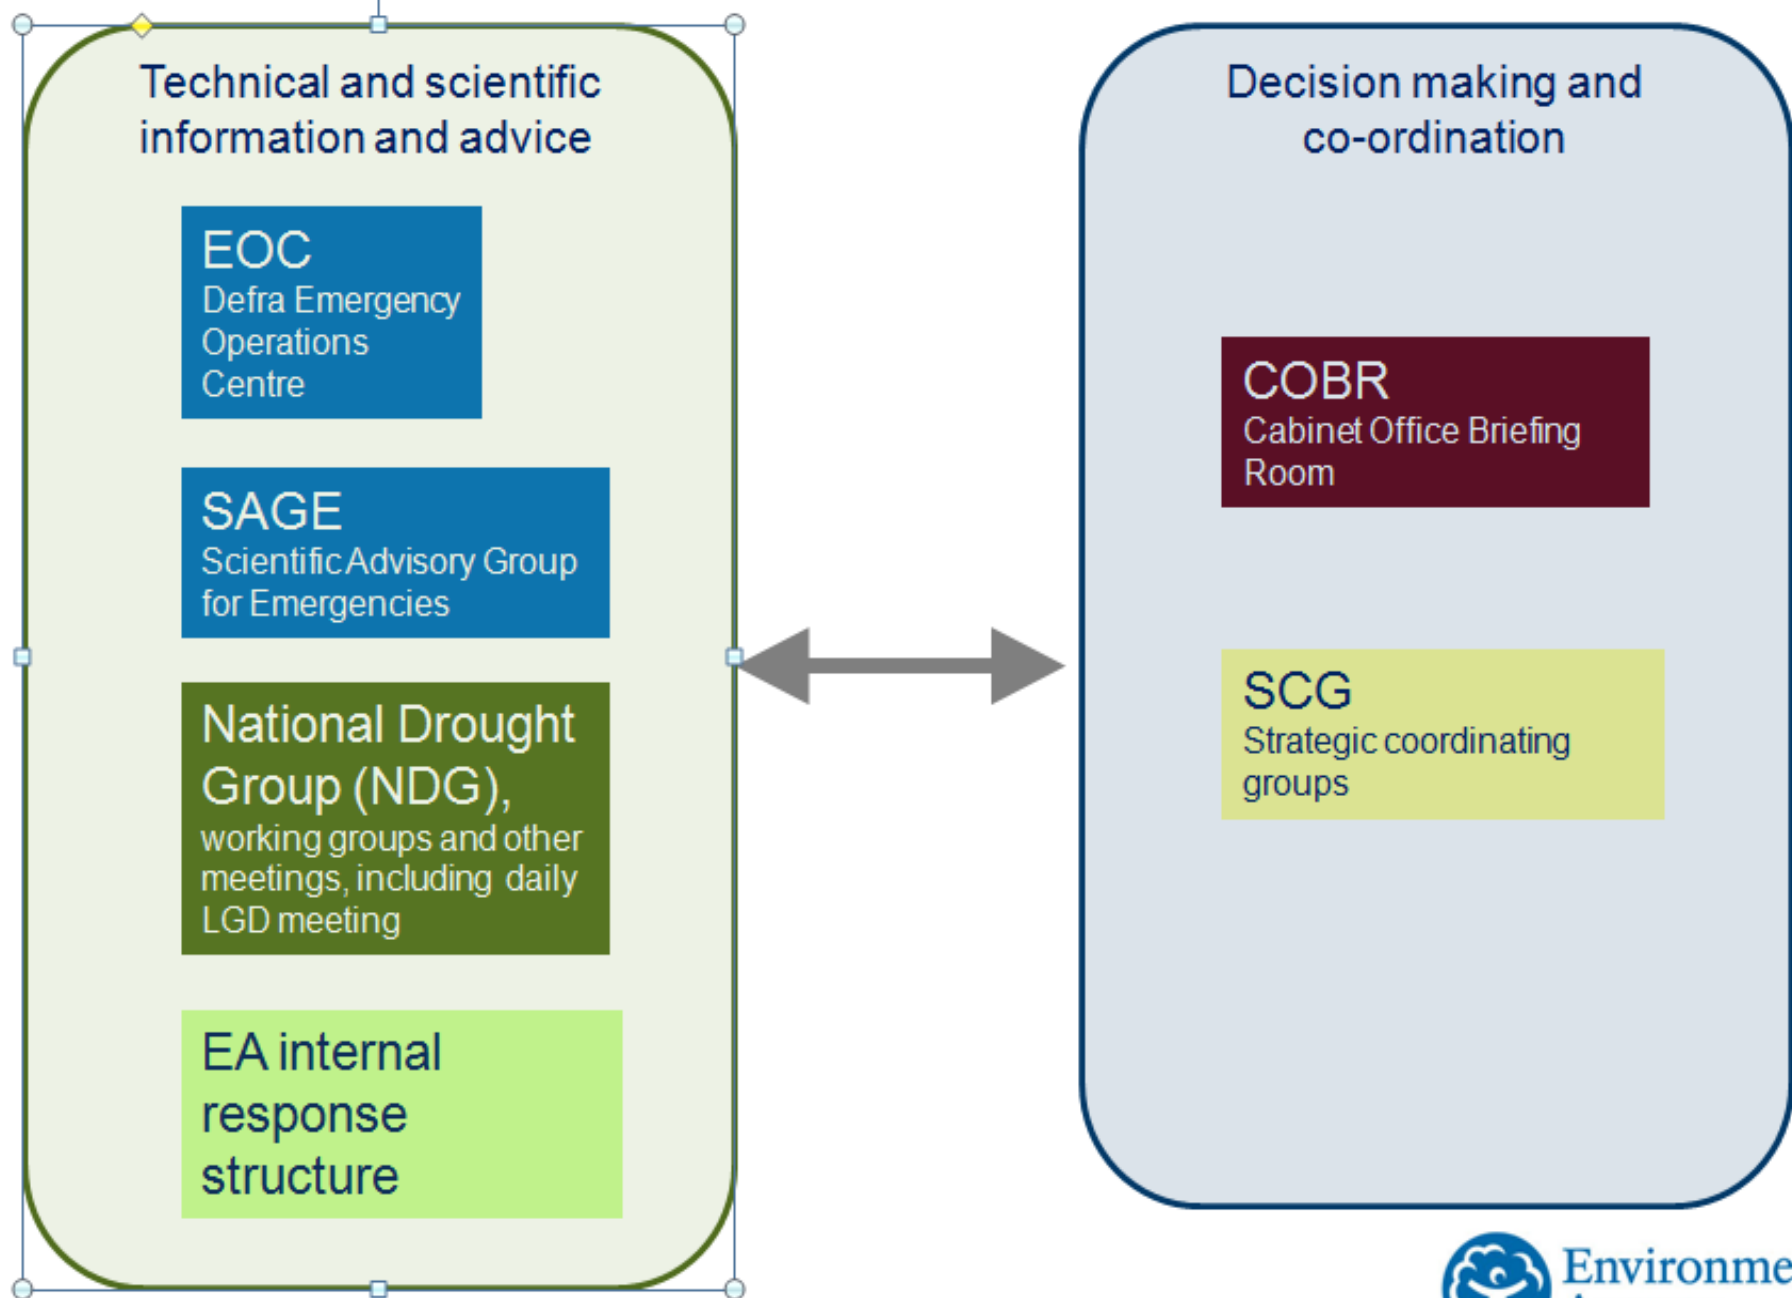 Technical and scientific
information and advice
EOC
Defra Emergency
Operations
Centre
SAGE
Scientific Advisory Group
for Emergencies
National Drought
Group (NDG),
working groups and other
meetings, including daily
LGD meeting
EA internal
response
structure
Decision making and
co-ordination
COBR
Cabinet Office Briefing
Room
SCG
Strategic coordinating
groups
Environme